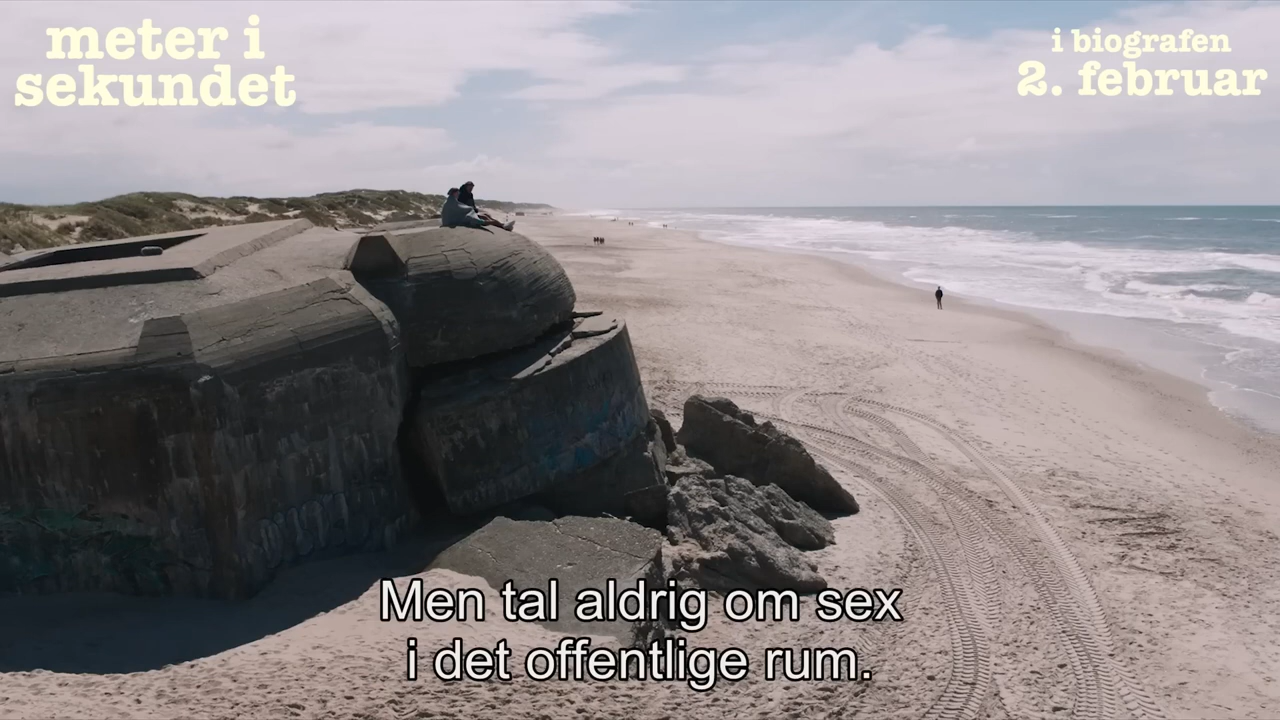 meter i
sekundet
i biografen
2. februar
Men tal aldrig om sex
i det offentlige rum.